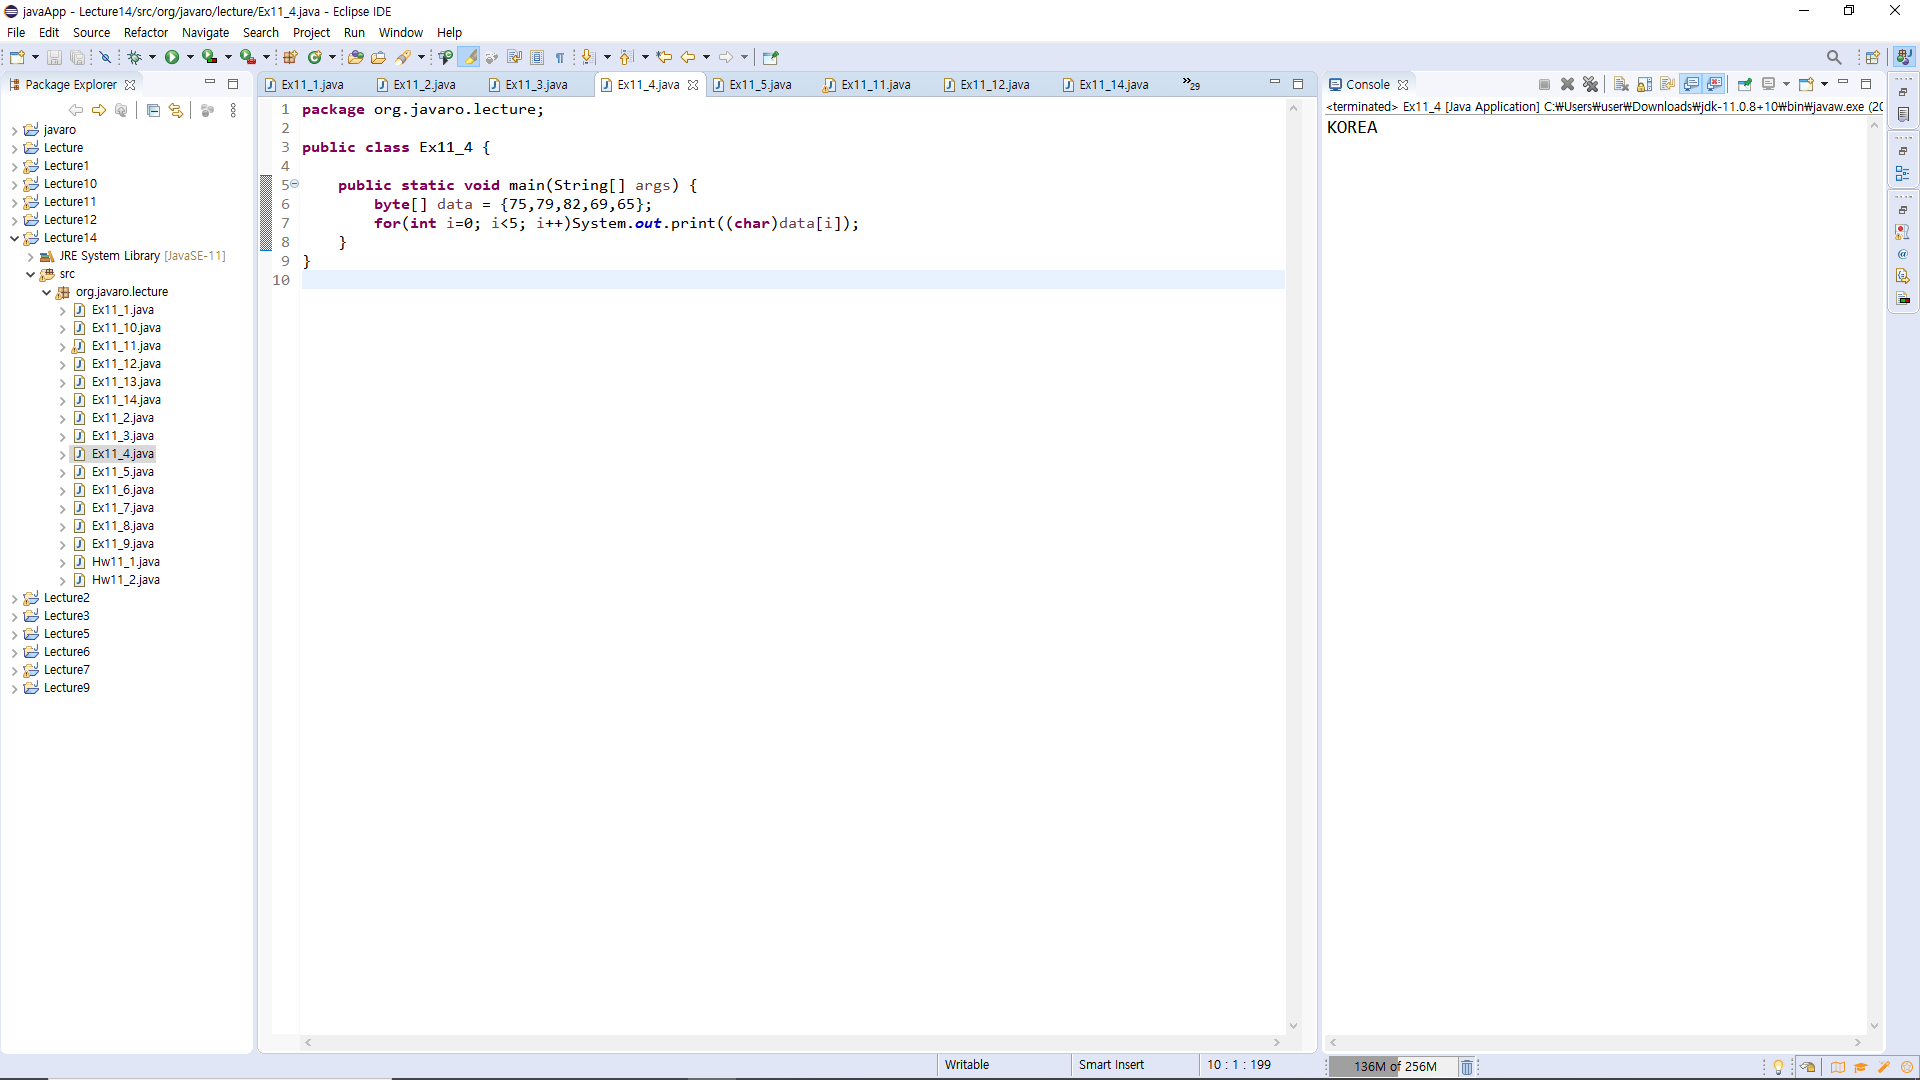 javaApp - Lecture14/src/org/javaro/lecture/Ex11_4.java - Eclipse IDE
File Edit Source Refactor Navigate Search Project Run Window Help
Package Explorer
javaro
Lecture
Lecture1
Lecture10
Lecture11
Lecture12
Lecture14
JRE System Library [JavaSE-11]
src
org.javaro.lecture
Ex11_1.java
Ex11_10.java
Ex11_11.java
Ex11_12.java
Ex11_13.java
Ex11_14.java
Ex11_2.java
Ex11_3.java
Ex11_4.java
Ex11_5.java
Ex11_6.java
Ex11_7.java
Ex11_8.java
Ex11_9.java
Hw11_1.java
Hw11_2.java
Lecture2
Lecture3
Lecture5
Lecture6
Lecture7
Lecture9
Ex11_1.java Ex11_2.java Ex11_3.java Ex11_4.java Ex11_5.java Ex11_11.java Ex11_12.java Ex11_14.java »29
1 package org.javaro.lecture;
2
3 public class Ex11_4 {
4
5 public static void main(String[] args) {
6 byte[] data = {75,79,82,69,65};
7 for(int i=0; i<5; i++)System.out.print((char)data[i]);
8 }
9 }
10
Console
<terminated> Ex11_4 [Java Application] C:₩Users₩user₩Downloads₩jdk-11.0.8+10₩bin₩javaw.exe (20
KOREA
Writable Smart Insert 10 : 1 : 199 136M of 256M